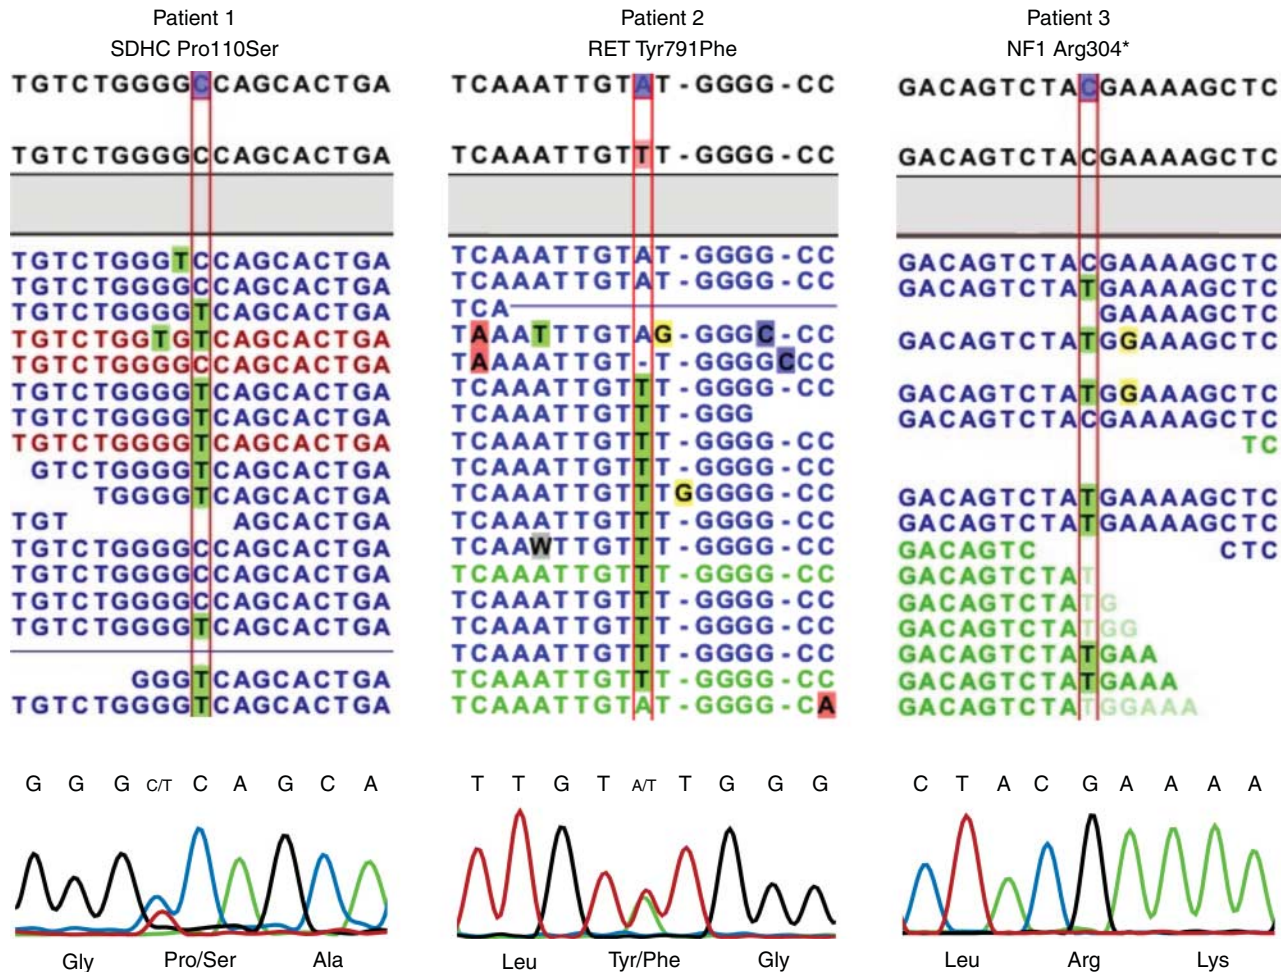 Patient 1
SDHC Pro110Ser
TGTCTGGGGCCAGCACTGA
TGTCTGGGGCCAGCACTGA
TGTCTGGGTCCAGCACTGA
TGTCTGGGGCCAGCACTGA
TGTCTGGGGTCAGCACTGA
TGTCTGGTGTCAGCACTGA
TGTCTGGGGCCAGCACTGA
TGTCTGGGGTCAGCACTGA
TGTCTGGGGTCAGCACTGA
TGTCTGGGGTCAGCACTGA
GTCTGGGGTCAGCACTGA
TGGGGTCAGCACTGA
TGT AGCACTGA
TGTCTGGGGCCAGCACTGA
TGTCTGGGGCCAGCACTGA
TGTCTGGGGCCAGCACTGA
TGTCTGGGGTCAGCACTGA
GGGTCAGCACTGA
TGTCTGGGGTCAGCACTGA
G G G C/T C A G C A
Gly Pro/Ser Ala
Patient 2
RET Tyr791Phe
TCAAATTGTAT-GGGG-CC
TCAAATTGTTT-GGGG-CC
TCAAATTGTAT-GGGG-CC
TCAAATTGTAT-GGGG-CC
TCA
TAAATTTGTAG-GGGC-CC
TAAAATTGT-T-GGGGCCC
TCAAATTGTTT-GGGG-CC
TCAAATTGTTT-GGG
TCAAATTGTTT-GGGG-CC
TCAAATTGTTT-GGGG-CC
TCAAATTGTTTGGGGG-CC
TCAAATTGTTT-GGGG-CC
TCAAWTTGTTT-GGGG-CC
TCAAATTGTTT-GGGG-CC
TCAAATTGTTT-GGGG-CC
TCAAATTGTTT-GGGG-CC
TCAAATTGTTT-GGGG-CC
TCAAATTGTTT-GGGG-CC
TCAAATTGTAT-GGGG-CA
T T G T A/T T G G G
Leu Tyr/Phe Gly
Patient 3
NF1 Arg304*
GACAGTCTACGAAAAGCTC
GACAGTCTACGAAAAGCTC
GACAGTCTACGAAAAGCTC
GACAGTCTATGAAAAGCTC
GAAAAGCTC
GACAGTCTATGGAAAGCTC
GACAGTCTATGGAAAGCTC
GACAGTCTACGAAAAGCTC
TC
GACAGTCTATGAAAAGCTC
GACAGTCTATGAAAAGCTC
GACAGTC CTC
GACAGTCTAT
GACAGTCTATG
GACAGTCTATGG
GACAGTCTATGAA
GACAGTCTATGAAA
GACAGTCTATGGAAA
C T A C G A A A A
Leu Arg Lys